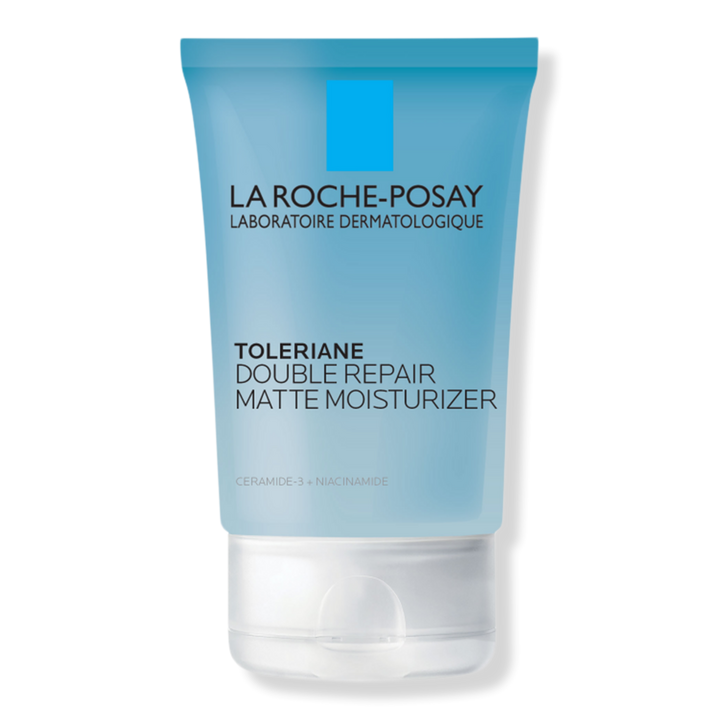 LA ROCHE-POSAY
LABORATOIRE DERMATOLOGIQUE
TOLERIANE
DOUBLE REPAIR
MATTE MOISTURIZER
CERAMIDE-3 + NIACINAMIDE